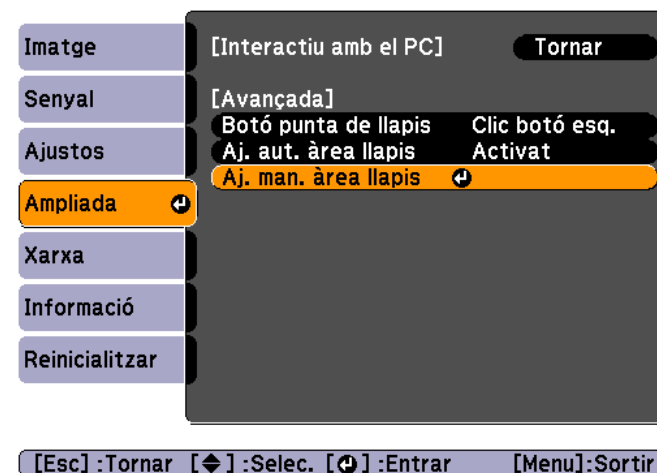 Imatge
Senyal
Ajustos
Ampliada
Xarxa
Informació
Reinicialitzar
[Interactiu amb el PC] Tornar
[Avançada]
Botó punta de llapis Clic botó esq.
Aj. aut. àrea llapis Activat
Aj. man. àrea llapis
[Esc] :Tornar [ ] :Selec. [ ] :Entrar [Menu]:Sortir